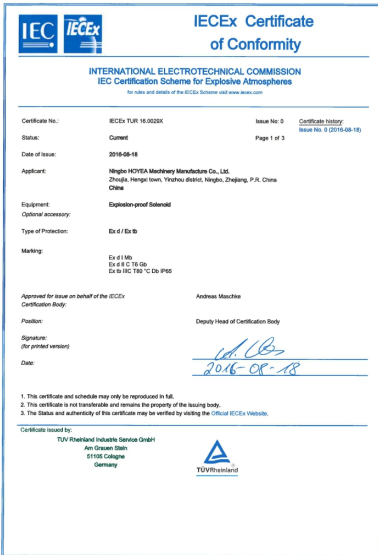 IEC IECEx
IECEx Certificate
of Conformity
INTERNATIONAL ELECTROTECHNICAL COMMISSION
IEC Certification Scheme for Explosive Atmospheres
for rules and details of the IECEx Scheme visit www.iecex.com
Certificate No.: IECEx TUR 16.0029X Issue No: 0 Certificate history:
Issue No. 0 (2016-08-18)
Status: Current Page 1 of 3
Date of Issue: 2016-08-18
Applicant: Ningbo HOYEA Machinery Manufacture Co., Ltd.
Zhoujia, Hengxi town, Yinzhou district, Ningbo, Zhejiang, P.R. China
China
Equipment: Explosion-proof Solenoid
Optional accessory:
Type of Protection: Ex d / Ex tb
Marking:
Ex d I Mb
Ex d II C T6 Gb
Ex tb IIIC T80 °C Db IP65
Approved for issue on behalf of the IECEx Andreas Maschke
Certification Body:
Position: Deputy Head of Certification Body
Signature:
(for printed version)
Date: 2016-08-18
1. This certificate and schedule may only be reproduced in full.
2. This certificate is not transferable and remains the property of the issuing body.
3. The Status and authenticity of this certificate may be verified by visiting the Official IECEx Website.
Certificate issued by:
TUV Rheinland Industrie Service GmbH
Am Grauen Stein
51105 Cologne
Germany
TÜVRheinland